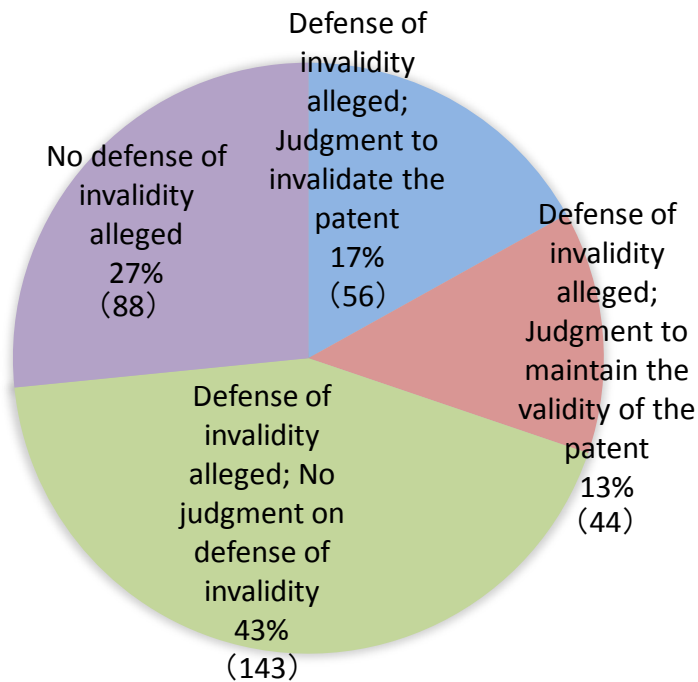 Defense of
invalidity
alleged;
Judgment to
invalidate the
patent
17%
（56）
Defense of
invalidity
alleged;
Judgment to
maintain the
validity of the
patent
13%
（44）
Defense of
invalidity
alleged; No
judgment on
defense of
invalidity
43%
（143）
No defense of
invalidity
alleged
27%
（88）